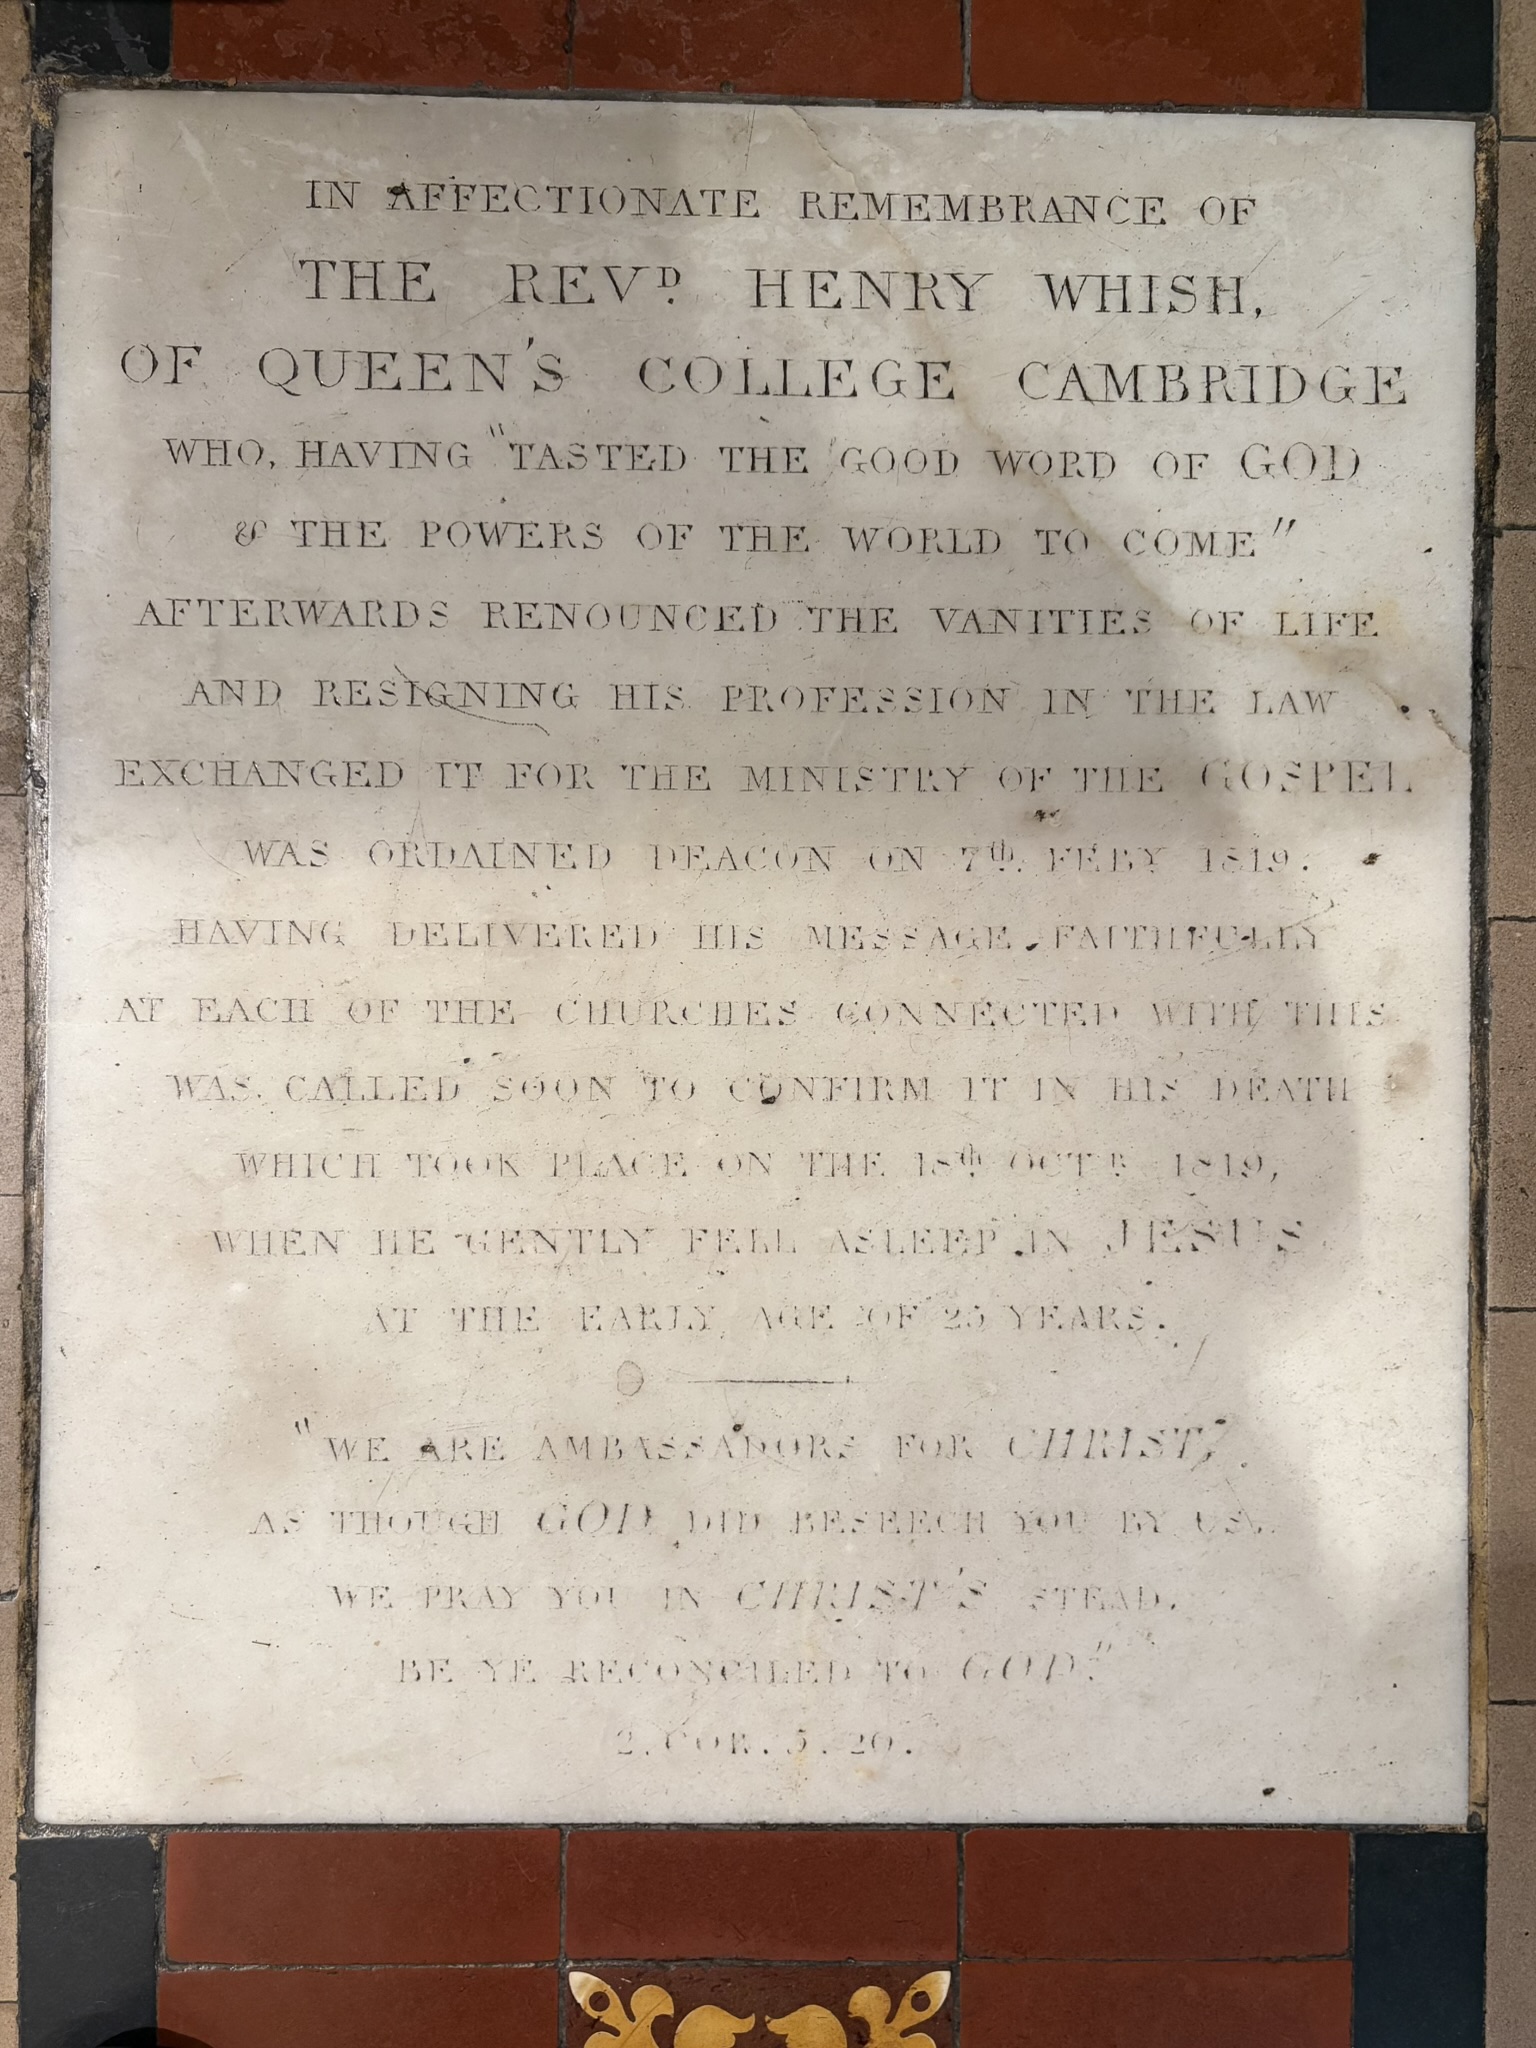 IN AFFECTIONATE REMEMBRANCE OF
THE REVD. HENRY WHISH,
OF QUEEN'S COLLEGE CAMBRIDGE
WHO, HAVING "TASTED THE GOOD WORD OF GOD
& THE POWERS OF THE WORLD TO COME"
AFTERWARDS RENOUNCED THE VANITIES OF LIFE
AND RESIGNING HIS PROFESSION IN THE LAW
EXCHANGED IT FOR THE MINISTRY OF THE GOSPEL
WAS ORDAINED DEACON ON 7th. FEBY 1819.
HAVING DELIVERED HIS MESSAGE FAITHFULLY
AT EACH OF THE CHURCHES CONNECTED WITH THIS
WAS CALLED SOON TO CONFIRM IT IN HIS DEATH
WHICH TOOK PLACE ON THE 18th OCTR. 1819,
WHEN HE GENTLY FELL ASLEEP IN JESUS
AT THE EARLY AGE OF 25 YEARS.
"WE ARE AMBASSADORS FOR CHRIST,
AS THOUGH GOD DID BESEECH YOU BY US.
WE PRAY YOU IN CHRIST'S STEAD.
BE YE RECONCILED TO GOD."
2. COR. 5. 20.